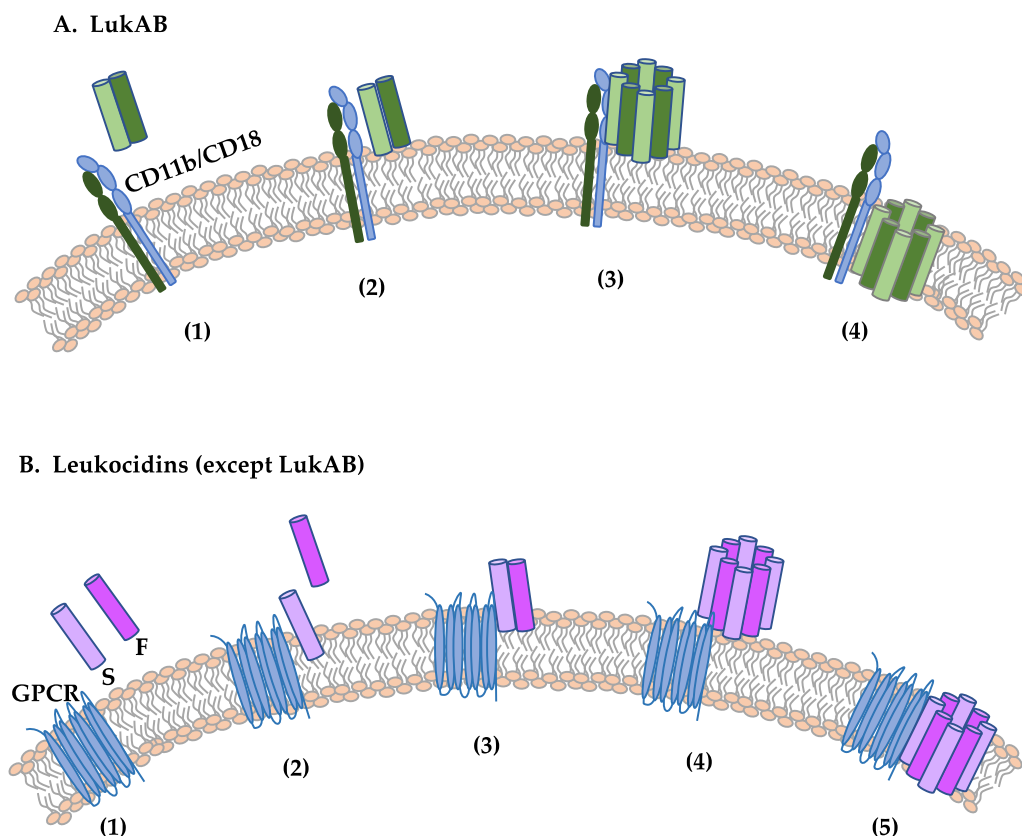 A. LukAB
CD11b/CD18
(1)
(2)
(3)
(4)
B. Leukocidins (except LukAB)
F
S
GPCR
(1)
(2)
(3)
(4)
(5)